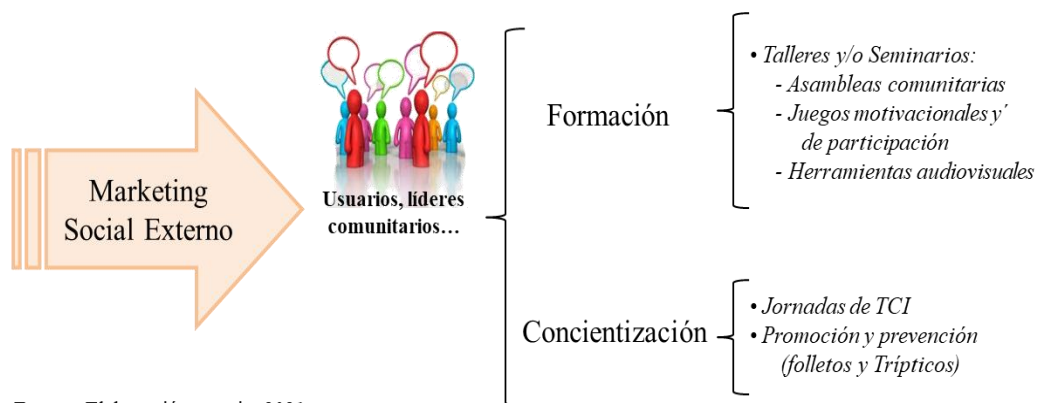 Marketing
Social Externo
Usuarios, líderes
comunitarios…
Formación
• Talleres y/o Seminarios:
- Asambleas comunitarias
- Juegos motivacionales y´
de participación
- Herramientas audiovisuales
Concientización
• Jornadas de TCI
• Promoción y prevención
(folletos y Trípticos)